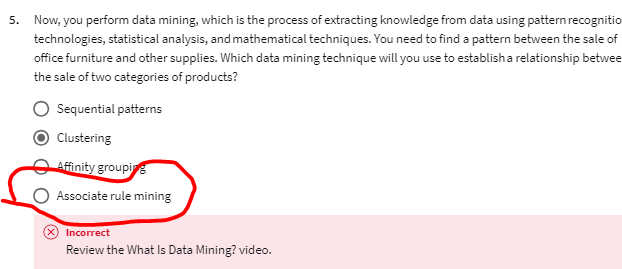 5. Now, you perform data mining, which is the process of extracting knowledge from data using pattern recognitio
technologies, statistical analysis, and mathematical techniques. You need to find a pattern between the sale of
office furniture and other supplies. Which data mining technique will you use to establish a relationship betwee
the sale of two categories of products?
Sequential patterns
Clustering
Affinity grouping
Associate rule mining
Incorrect
Review the What Is Data Mining? video.